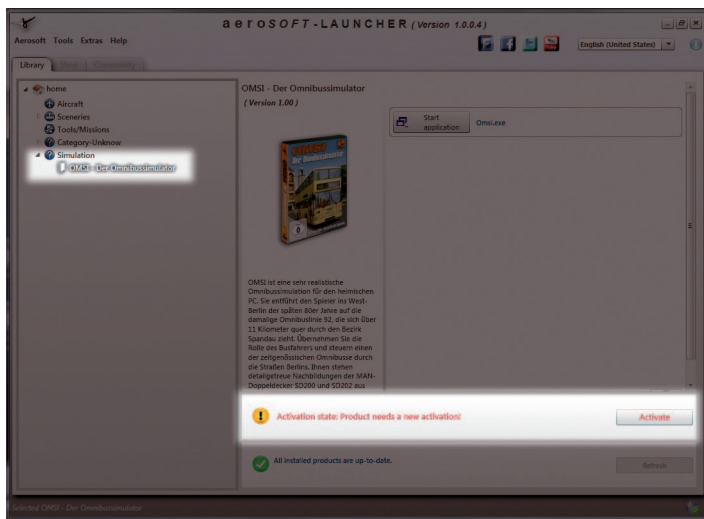 aerosOFT-LAUNCHER (Version 1.0.0.4)
Aerosoft Tools Extras Help
English (United States)
Library Shop Community
home
Aircraft
Sceneries
Tools/Missions
Category-Unknow
Simulation
OMSI - Der Omnibussimulator
OMSI - Der Omnibussimulator
(Version 1.00)
Start
application
Omsi.exe
OMSI
Der Omnibussimulator
OMSI ist eine sehr realistische
Omnibussimulation für den heimischen
PC. Sie entführt den Spieler ins West-
Berlin der späten 80er Jahre auf die
damalige Omnibuslinie 92, die sich über
11 Kilometer quer durch den Bezirk
Spandau zieht. Übernehmen Sie die
Rolle des Busfahrers und steuern einen
der zeitgenössischen Omnibusse durch
die Straßen Berlins. Ihnen stehen
detailgetreue Nachbildungen der MAN-
Doppeldecker SD200 und SD202 aus
Activation state: Product needs a new activation!
Activate
All installed products are up-to-date.
Refresh
Selected OMSI - Der Omnibussimulator